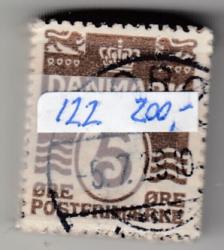 DANMARK
122 200,-
5
ØRE ØRE
POSTFRIMÆRKE